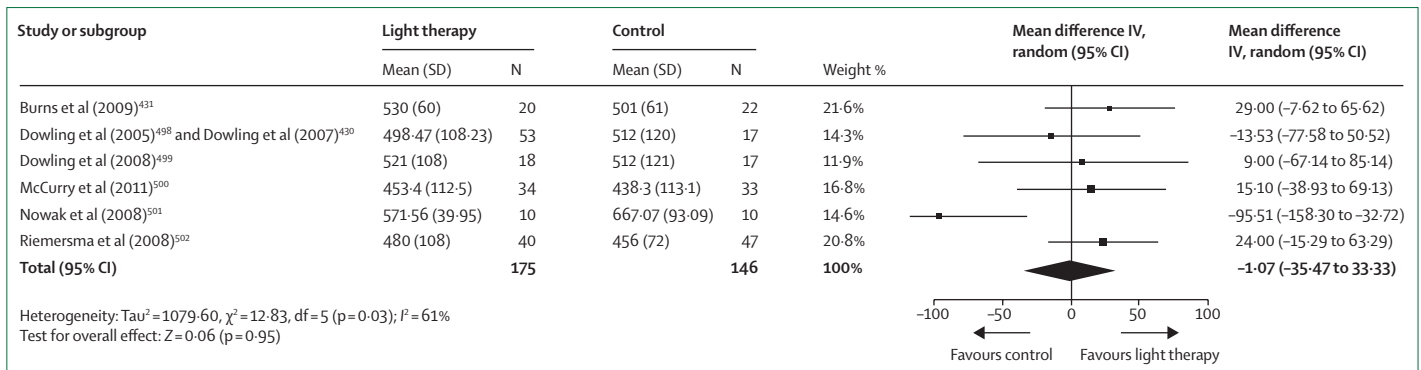 Study or subgroup Light therapy Control Mean difference IV, random (95% CI) Mean difference IV, random (95% CI)
Mean (SD) N Mean (SD) N Weight %
Burns et al (2009)431 530 (60) 20 501 (61) 22 21·6% 29·00 (–7·62 to 65·62)
Dowling et al (2005)498 and Dowling et al (2007)430 498·47 (108·23) 53 512 (120) 17 14·3% –13·53 (–77·58 to 50·52)
Dowling et al (2008)499 521 (108) 18 512 (121) 17 11·9% 9·00 (–67·14 to 85·14)
McCurry et al (2011)500 453·4 (112·5) 34 438·3 (113·1) 33 16·8% 15·10 (–38·93 to 69·13)
Nowak et al (2008)501 571·56 (39·95) 10 667·07 (93·09) 10 14·6% –95·51 (–158·30 to –32·72)
Riemersma et al (2008)502 480 (108) 40 456 (72) 47 20·8% 24·00 (–15·29 to 63·29)
Total (95% CI) 175 146 100% –1·07 (–35·47 to 33·33)
Heterogeneity: Tau²=1079·60, χ²=12·83, df=5 (p=0·03); I²=61%
Test for overall effect: Z=0·06 (p=0·95)
–100 –50 0 50 100
Favours control Favours light therapy